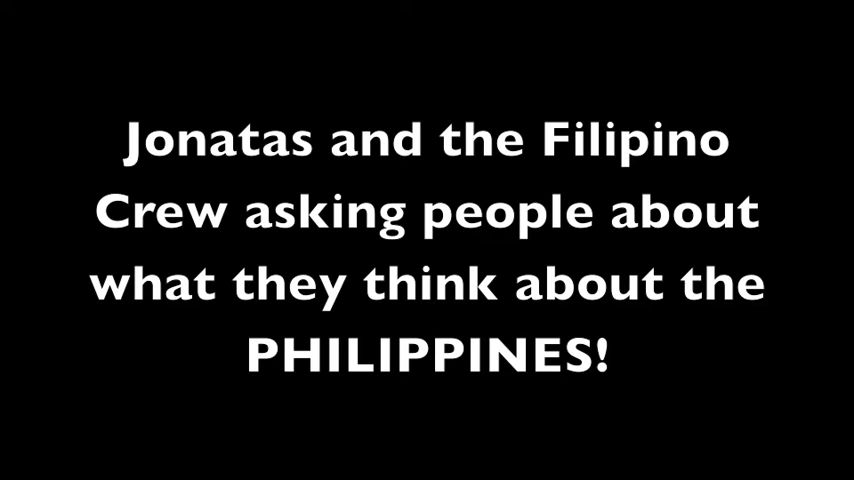 Jonatas and the Filipino
Crew asking people about
what they think about the
PHILIPPINES!